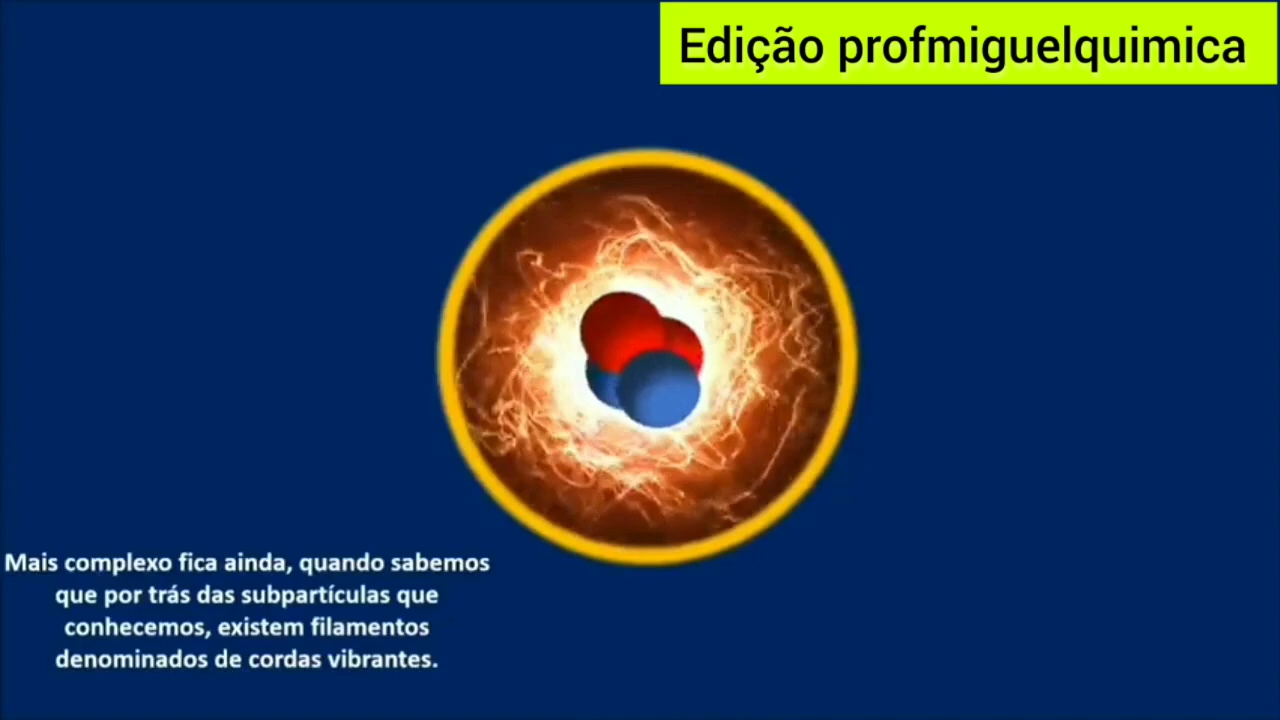 Edição profmiguelquimica
Mais complexo fica ainda, quando sabemos
que por trás das subpartículas que
conhecemos, existem filamentos
denominados de cordas vibrantes.